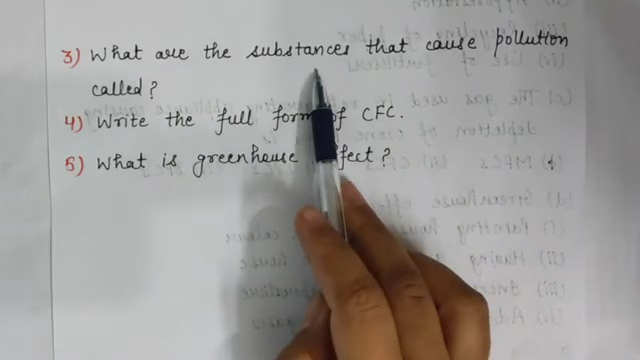 3) What are the substances that cause pollution
called?
4) Write the full form of CFC.
5) What is greenhouse effect?